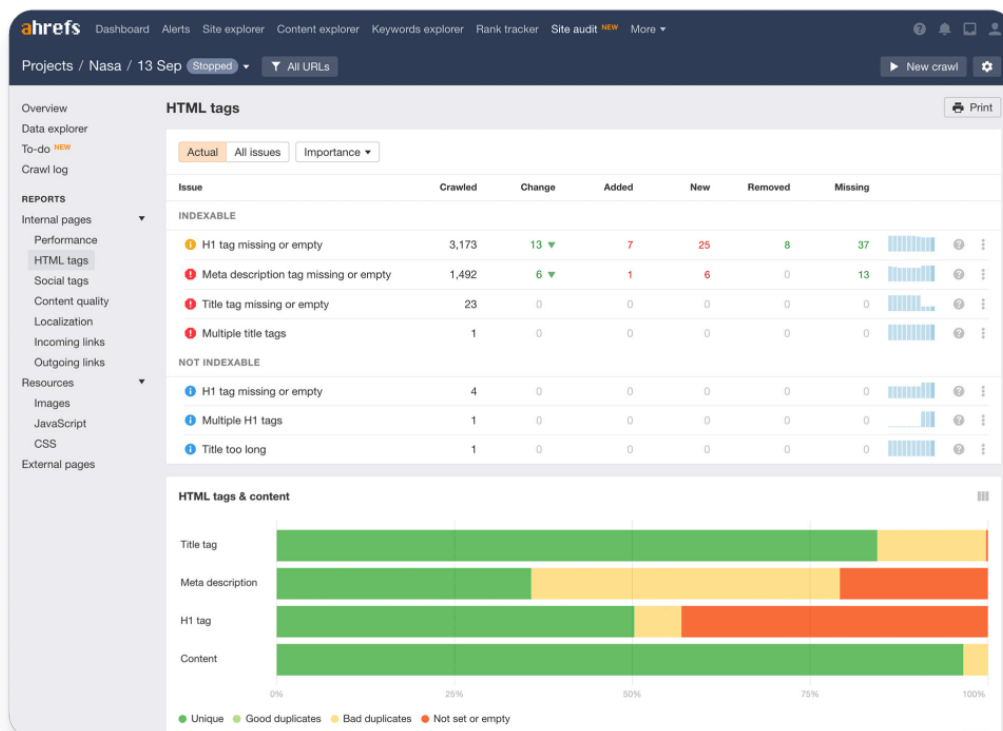 ahrefs Dashboard Alerts Site explorer Content explorer Keywords explorer Rank tracker Site audit NEW More
Projects / Nasa / 13 Sep Stopped All URLs New crawl
Overview
Data explorer
To-do NEW
Crawl log
REPORTS
Internal pages
Performance
HTML tags
Social tags
Content quality
Localization
Incoming links
Outgoing links
Resources
Images
JavaScript
CSS
External pages
HTML tags Print
Actual All issues Importance
Issue Crawled Change Added New Removed Missing
INDEXABLE
H1 tag missing or empty 3,173 13 7 25 8 37
Meta description tag missing or empty 1,492 6 1 6 0 13
Title tag missing or empty 23 0 0 0 0 0
Multiple title tags 1 0 0 0 0 0
NOT INDEXABLE
H1 tag missing or empty 4 0 0 0 0 0
Multiple H1 tags 1 0 0 0 0 0
Title too long 1 0 0 0 0 0
HTML tags & content
Title tag
Meta description
H1 tag
Content
0% 25% 50% 75% 100%
Unique Good duplicates Bad duplicates Not set or empty